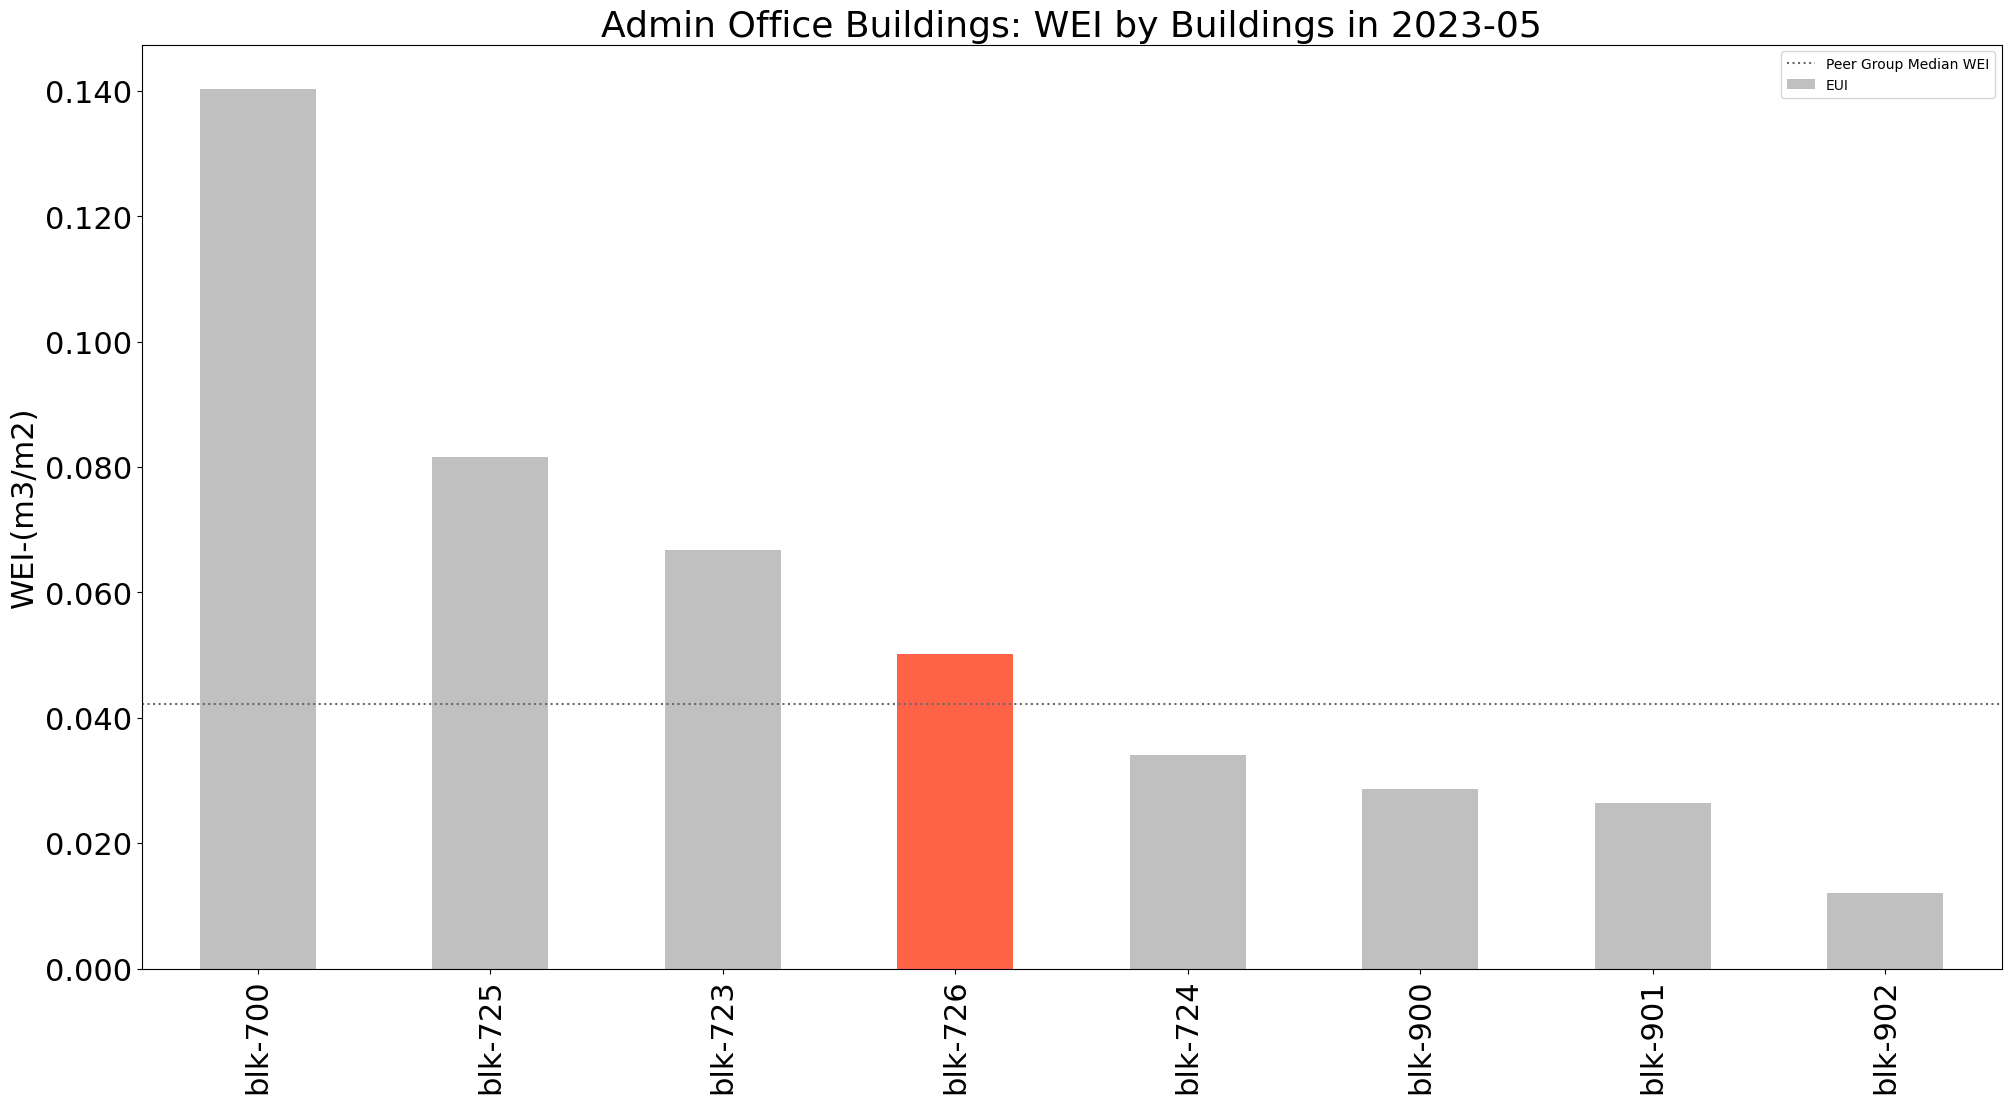 Admin Office Buildings: WEI by Buildings in 2023-05
Peer Group Median WEI
EUI
WEI-(m3/m2)
0.140
0.120
0.100
0.080
0.060
0.040
0.020
0.000
blk-700
blk-725
blk-723
blk-726
blk-724
blk-900
blk-901
blk-902